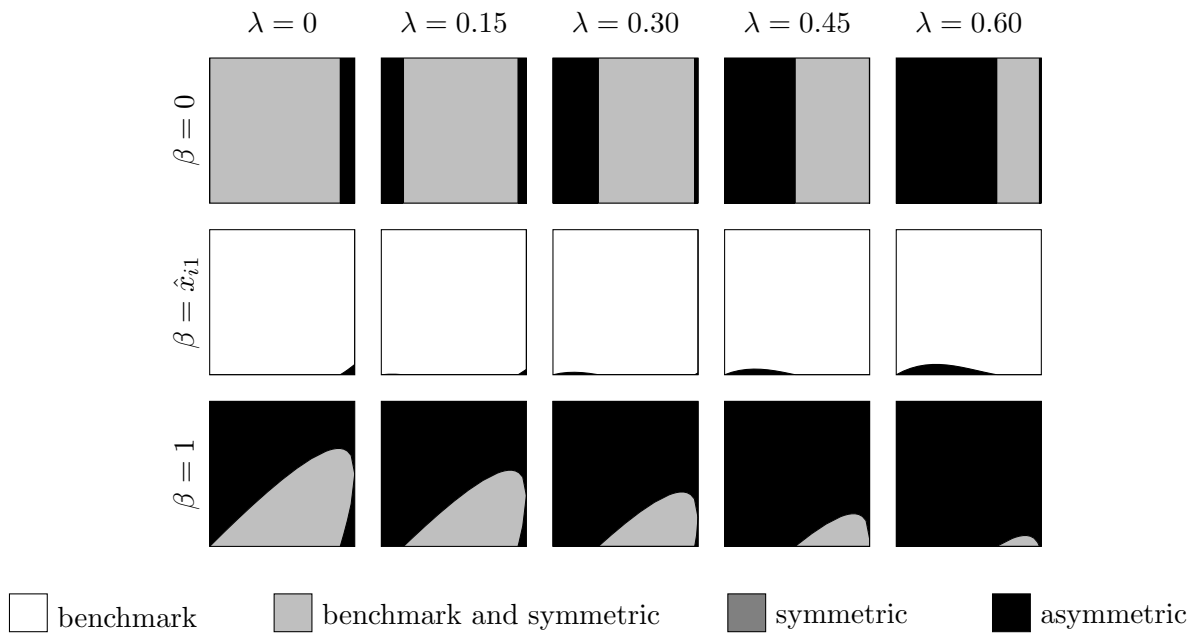 λ = 0 λ = 0.15 λ = 0.30 λ = 0.45 λ = 0.60
β = 0
β = x̂ᵢ₁
β = 1
benchmark benchmark and symmetric symmetric asymmetric